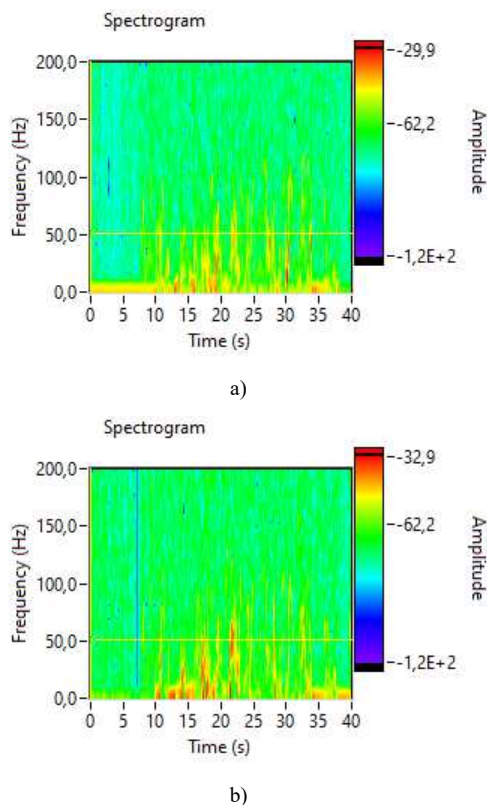 Spectrogram
Frequency (Hz)
200,0
150,0
100,0
50,0
0,0
0 5 10 15 20 25 30 35 40
Time (s)
-29,9
-62,2
-1,2E+2
Amplitude
a)
Spectrogram
Frequency (Hz)
200,0
150,0
100,0
50,0
0,0
0 5 10 15 20 25 30 35 40
Time (s)
-32,9
-62,2
-1,2E+2
Amplitude
b)